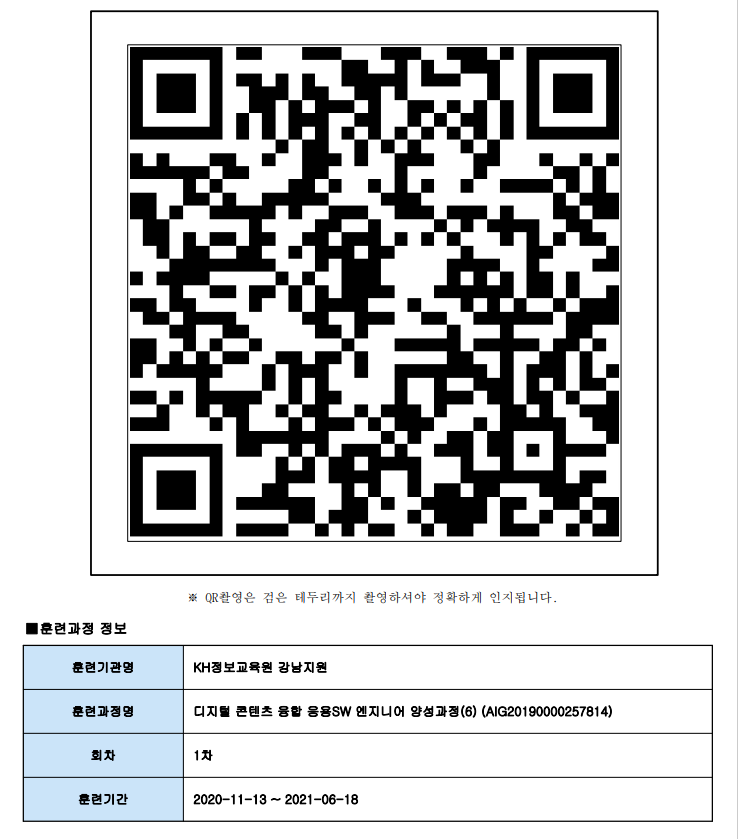 ※ QR촬영은 검은 테두리까지 촬영하셔야 정확하게 인지됩니다.
■훈련과정 정보
훈련기관명 KH정보교육원 강남지원
훈련과정명 디지털 콘텐츠 융합 응용SW 엔지니어 양성과정(6) (AIG20190000257814)
회차 1차
훈련기간 2020-11-13 ~ 2021-06-18